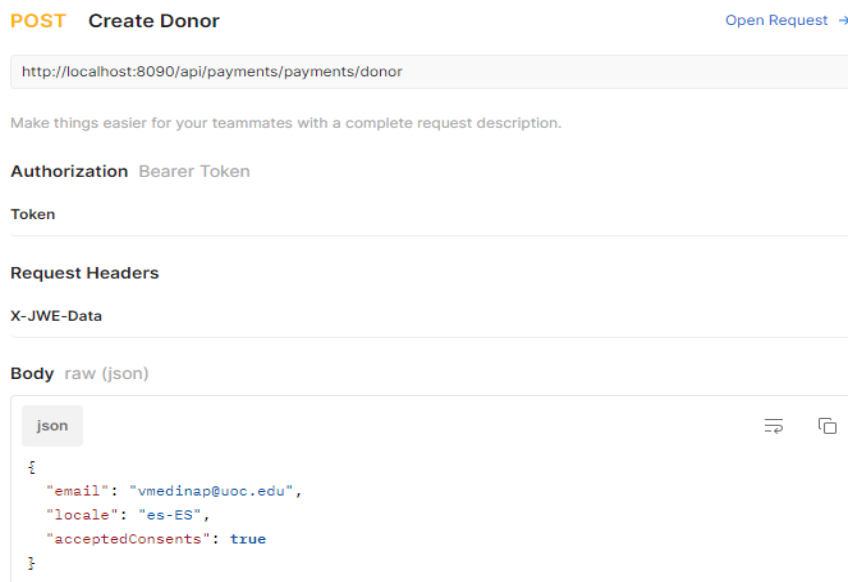 POST Create Donor Open Request →
http://localhost:8090/api/payments/payments/donor
Make things easier for your teammates with a complete request description.
Authorization Bearer Token
Token
Request Headers
X-JWE-Data
Body raw (json)
json
{
"email": "vmedinap@uoc.edu",
"locale": "es-ES",
"acceptedConsents": true
}